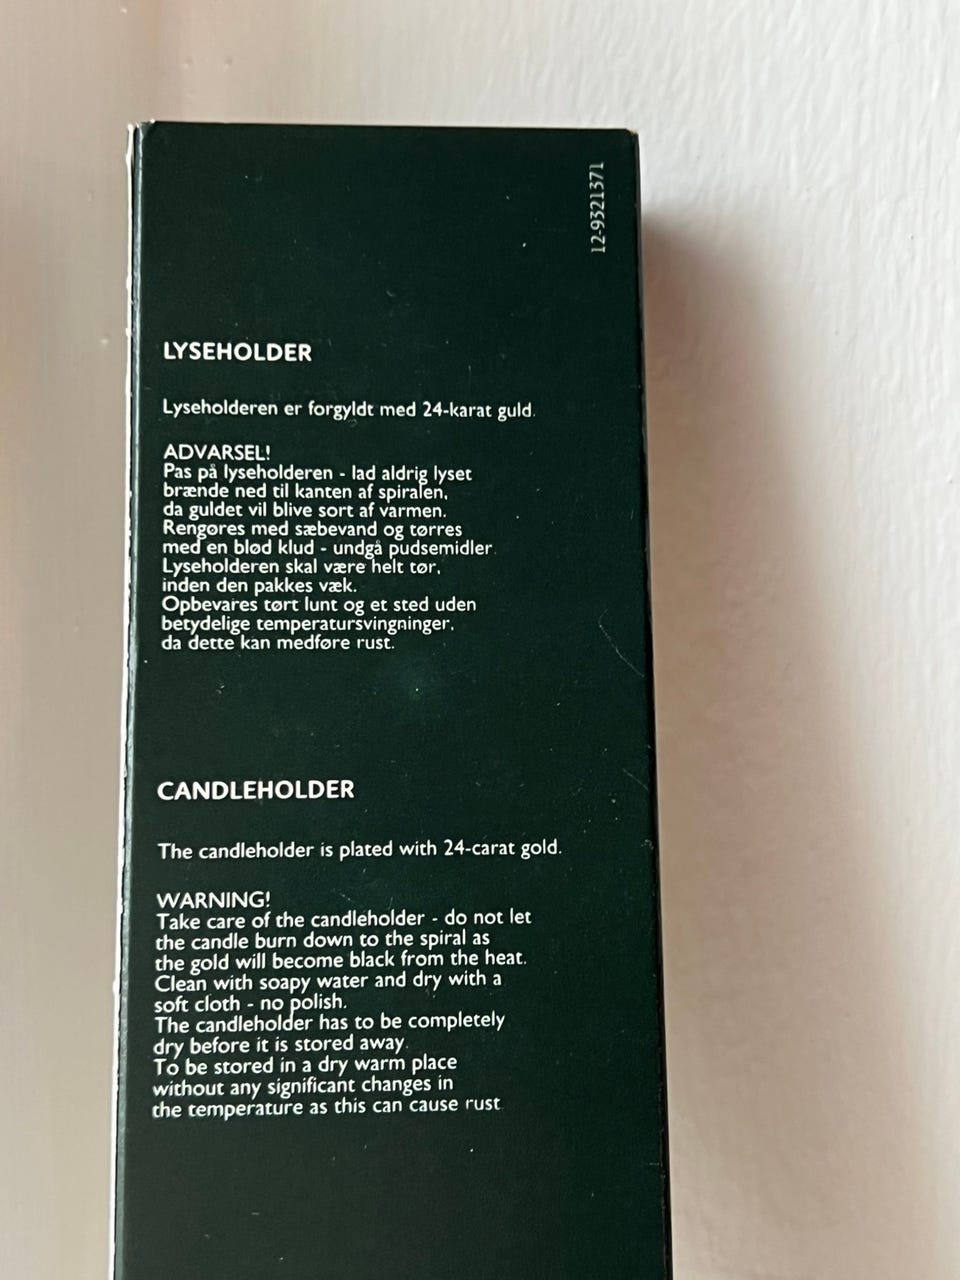 12-9321371
LYSEHOLDER
Lyseholderen er forgyldt med 24-karat guld.
ADVARSEL!
Pas på lyseholderen - lad aldrig lyset
brænde ned til kanten af spiralen,
da guldet vil blive sort af varmen.
Rengøres med sæbevand og tørres
med en blød klud - undgå pudsemidler.
Lyseholderen skal være helt tør,
inden den pakkes væk.
Opbevares tørt lunt og et sted uden
betydelige temperatursvingninger,
da dette kan medføre rust.
CANDLEHOLDER
The candleholder is plated with 24-carat gold.
WARNING!
Take care of the candleholder - do not let
the candle burn down to the spiral as
the gold will become black from the heat.
Clean with soapy water and dry with a
soft cloth - no polish.
The candleholder has to be completely
dry before it is stored away.
To be stored in a dry warm place
without any significant changes in
the temperature as this can cause rust